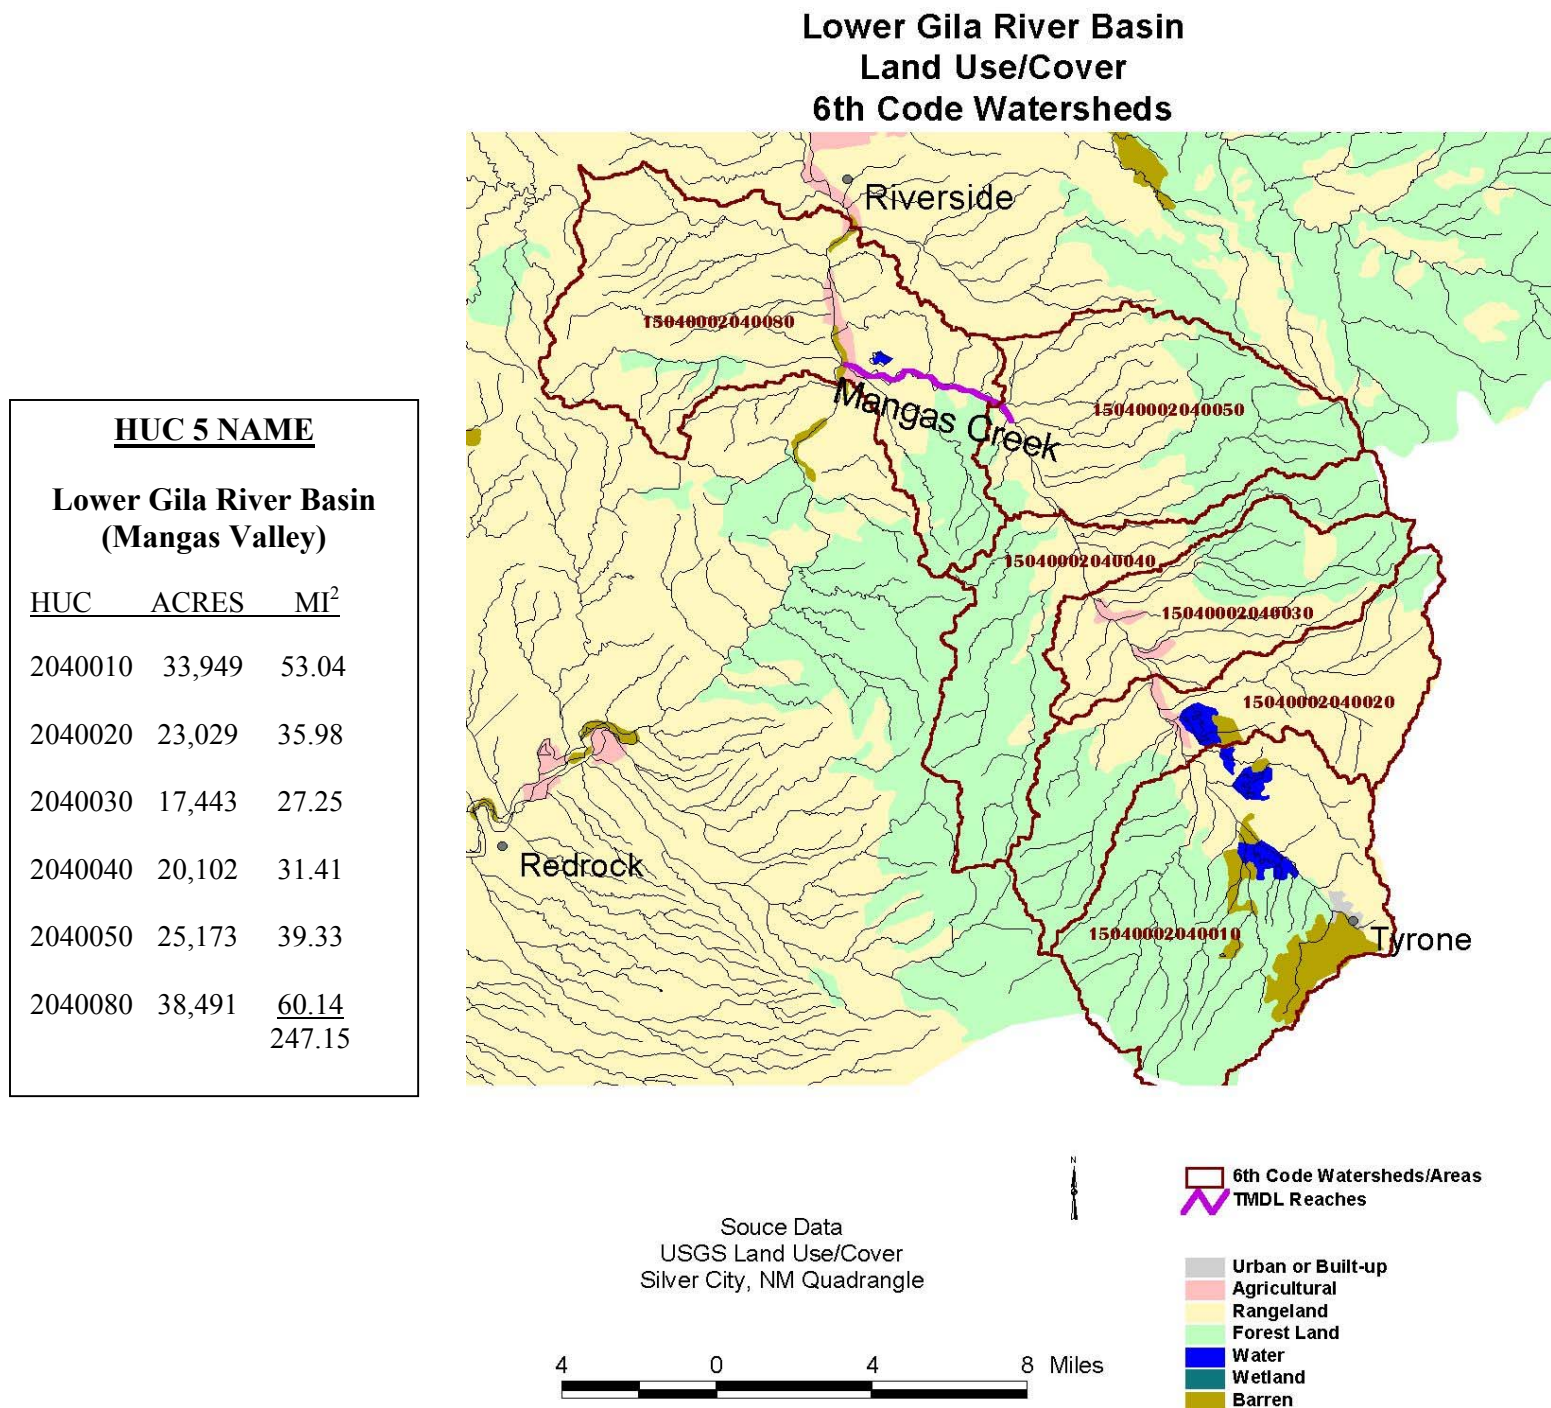 Lower Gila River Basin
Land Use/Cover
6th Code Watersheds
HUC 5 NAME
Lower Gila River Basin
(Mangas Valley)
HUC ACRES MI²
2040010 33,949 53.04
2040020 23,029 35.98
2040030 17,443 27.25
2040040 20,102 31.41
2040050 25,173 39.33
2040080 38,491 60.14
247.15
Riverside
15040002040080
Mangas Creek
15040002040050
15040002040040
15040002040030
15040002040020
Redrock
15040002040010
Tyrone
N
Souce Data
USGS Land Use/Cover
Silver City, NM Quadrangle
4 0 4 8 Miles
6th Code Watersheds/Areas
TMDL Reaches
Urban or Built-up
Agricultural
Rangeland
Forest Land
Water
Wetland
Barren